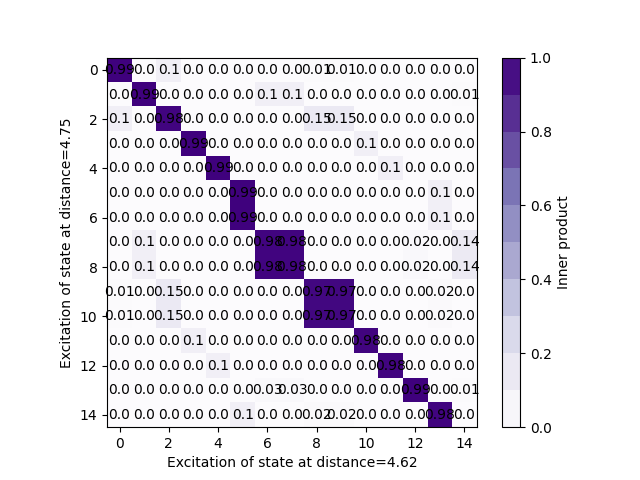 0 0.99 0.0 0.1 0.0 0.0 0.0 0.0 0.0 0.01 0.01 0.0 0.0 0.0 0.0 0.0
0.0 0.99 0.0 0.0 0.0 0.0 0.1 0.1 0.0 0.0 0.0 0.0 0.0 0.0 0.01
2 0.1 0.0 0.98 0.0 0.0 0.0 0.0 0.0 0.15 0.15 0.0 0.0 0.0 0.0 0.0
0.0 0.0 0.0 0.99 0.0 0.0 0.0 0.0 0.0 0.0 0.1 0.0 0.0 0.0 0.0
4 0.0 0.0 0.0 0.0 0.99 0.0 0.0 0.0 0.0 0.0 0.0 0.1 0.0 0.0 0.0
0.0 0.0 0.0 0.0 0.0 0.99 0.0 0.0 0.0 0.0 0.0 0.0 0.0 0.1 0.0
6 0.0 0.0 0.0 0.0 0.0 0.99 0.0 0.0 0.0 0.0 0.0 0.0 0.0 0.1 0.0
0.0 0.1 0.0 0.0 0.0 0.0 0.98 0.98 0.0 0.0 0.0 0.0 0.02 0.0 0.14
8 0.0 0.1 0.0 0.0 0.0 0.0 0.98 0.98 0.0 0.0 0.0 0.0 0.02 0.0 0.14
0.01 0.0 0.15 0.0 0.0 0.0 0.0 0.0 0.97 0.97 0.0 0.0 0.0 0.02 0.0
10 0.01 0.0 0.15 0.0 0.0 0.0 0.0 0.0 0.97 0.97 0.0 0.0 0.0 0.02 0.0
0.0 0.0 0.0 0.1 0.0 0.0 0.0 0.0 0.0 0.0 0.98 0.0 0.0 0.0 0.0
12 0.0 0.0 0.0 0.0 0.1 0.0 0.0 0.0 0.0 0.0 0.0 0.98 0.0 0.0 0.0
0.0 0.0 0.0 0.0 0.0 0.0 0.03 0.03 0.0 0.0 0.0 0.0 0.99 0.0 0.01
14 0.0 0.0 0.0 0.0 0.0 0.1 0.0 0.0 0.02 0.02 0.0 0.0 0.0 0.98 0.0
0 2 4 6 8 10 12 14
Excitation of state at distance=4.62
Excitation of state at distance=4.75
1.0
0.8
0.6
0.4
0.2
0.0
Inner product